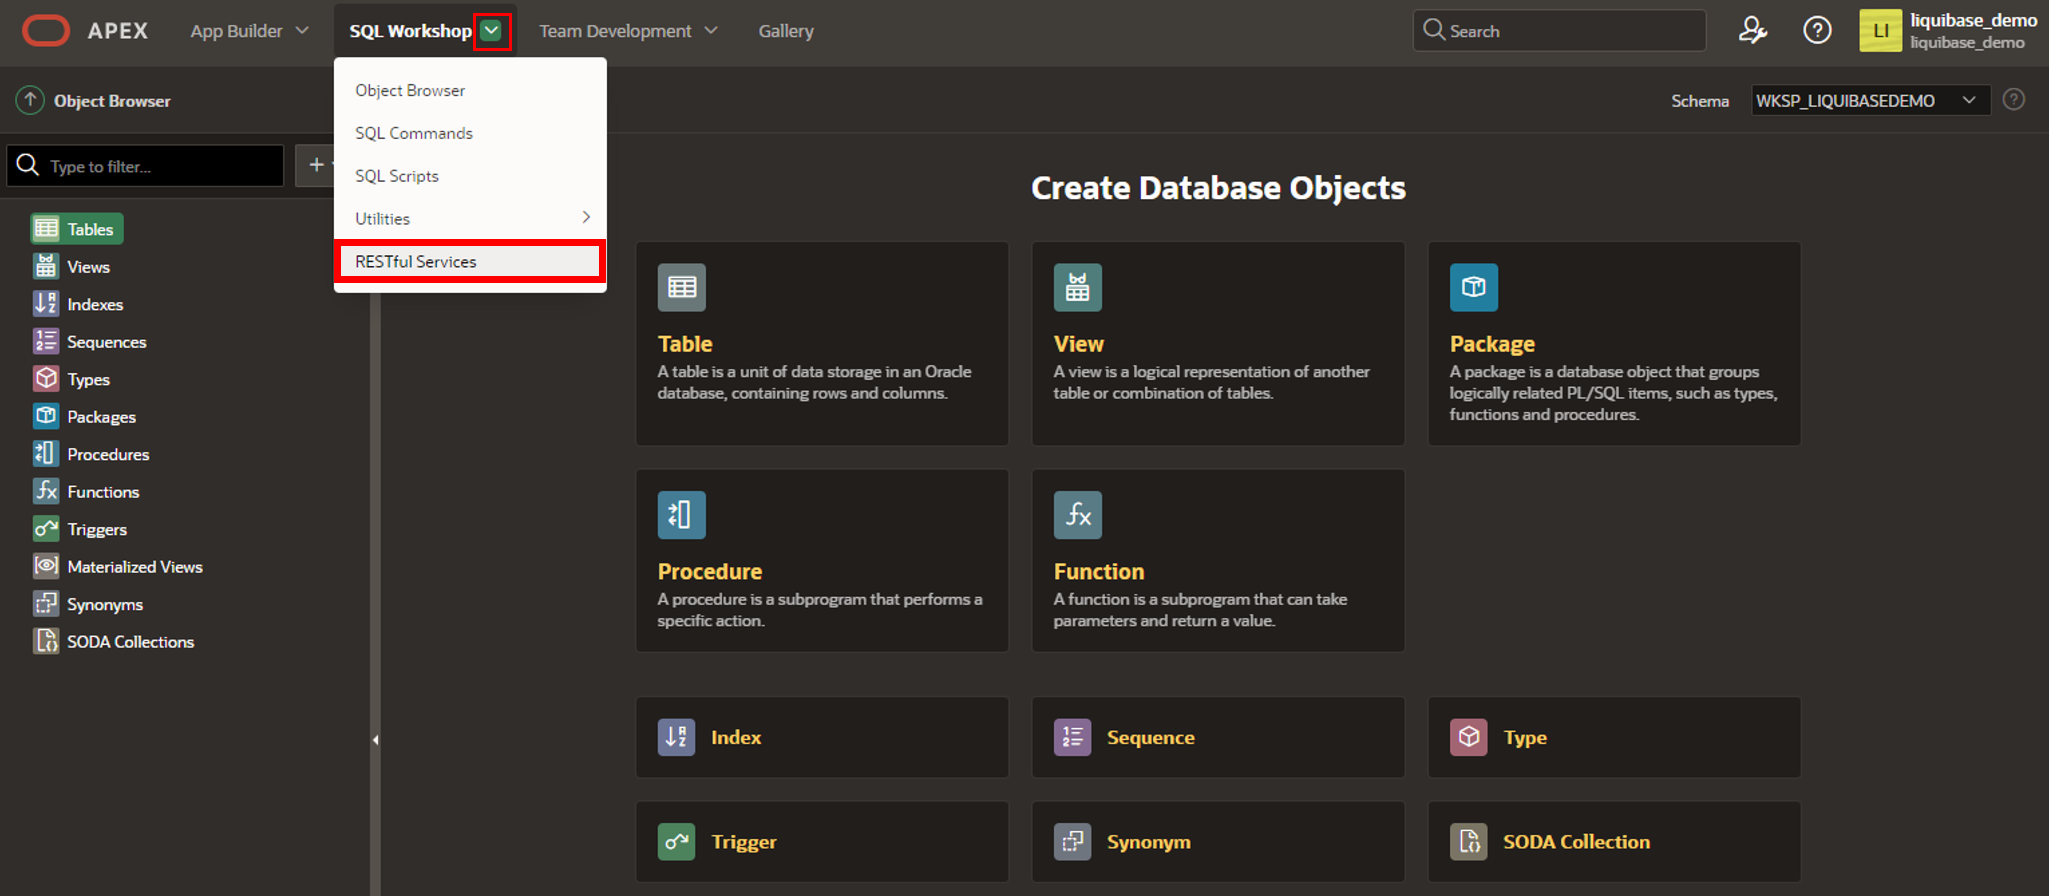 APEX
App Builder
SQL Workshop
Team Development
Gallery
Search
LI
liquibase_demo
liquibase_demo
Object Browser
Schema
WKSP_LIQUIBASEDEMO
Type to filter...
Object Browser
SQL Commands
SQL Scripts
Utilities
RESTful Services
Tables
Views
Indexes
Sequences
Types
Packages
Procedures
Functions
Triggers
Materialized Views
Synonyms
SODA Collections
Create Database Objects
Table
A table is a unit of data storage in an Oracle
database, containing rows and columns.
View
A view is a logical representation of another
table or combination of tables.
Package
A package is a database object that groups
logically related PL/SQL items, such as types,
functions and procedures.
Procedure
A procedure is a subprogram that performs a
specific action.
Function
A function is a subprogram that can take
parameters and return a value.
Index
Sequence
Type
Trigger
Synonym
SODA Collection